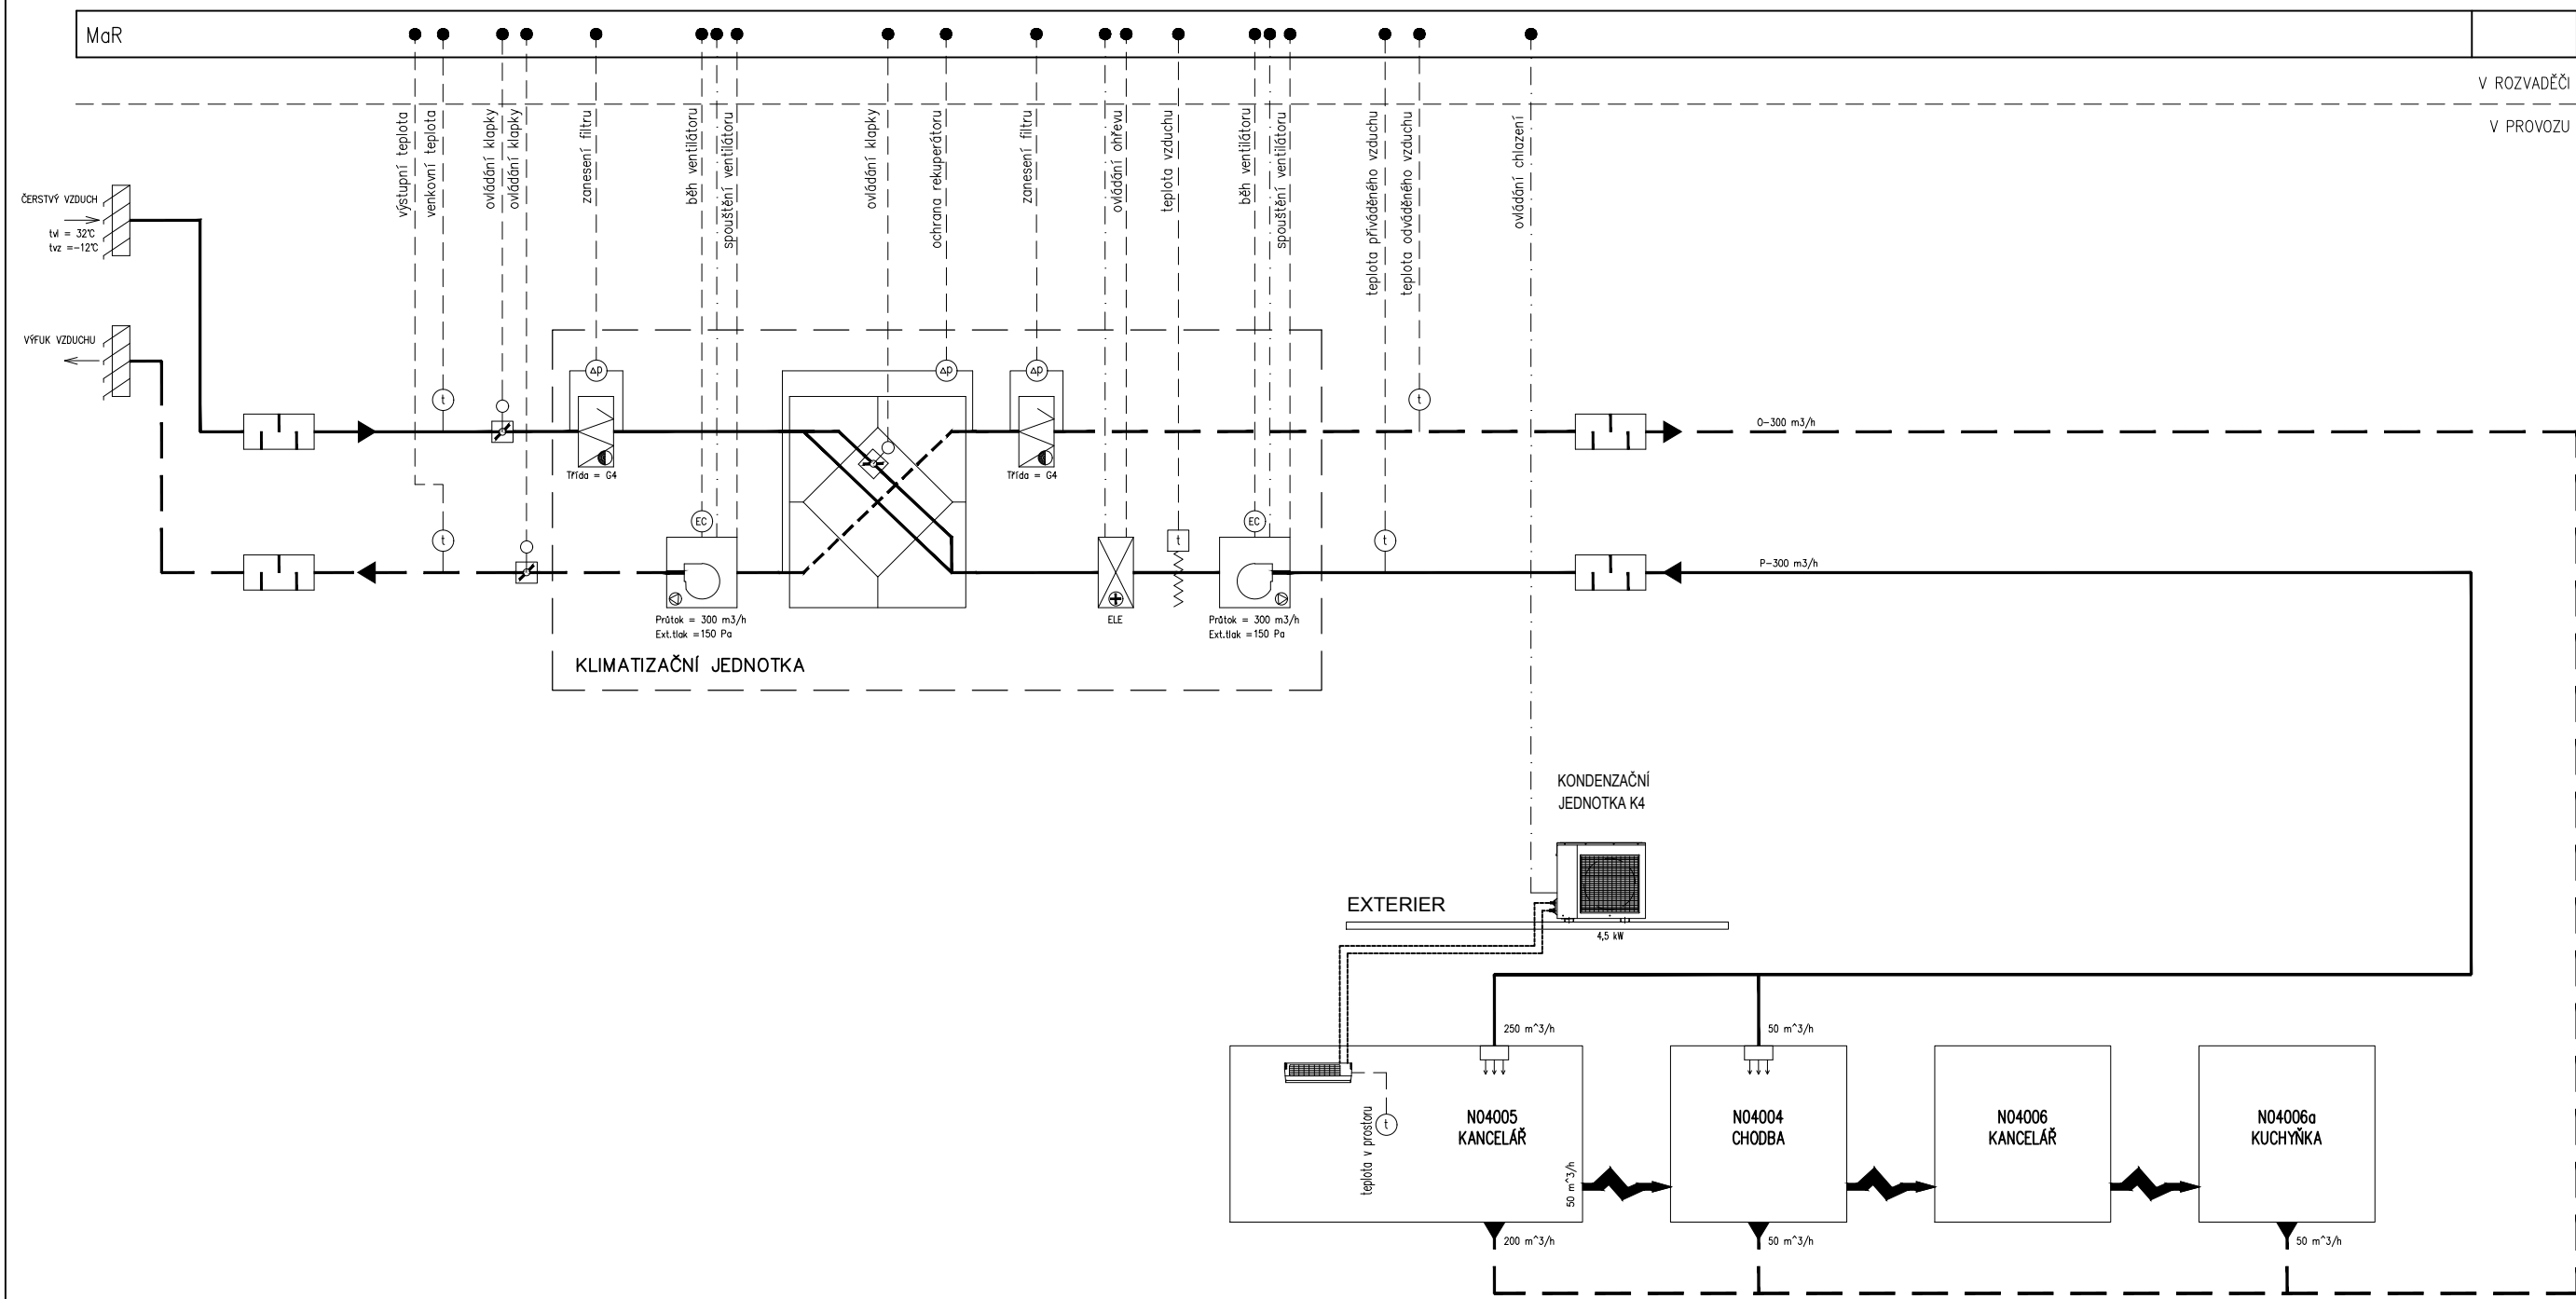 MaR
V ROZVADĚČI
V PROVOZU
výstupní teplota
venkovní teplota
ovládání klapky
ovládání klapky
zanesení filtru
běh ventilátoru
spouštění ventilátoru
ovládání klapky
ochrana rekuperátoru
zanesení filtru
ovládání ohřevu
teplota vzduchu
běh ventilátoru
spouštění ventilátoru
teplota přiváděného vzduchu
teplota odváděného vzduchu
ovládání chlazení
ČERSTVÝ VZDUCH
tvl = 32°C
tvz =-12°C
VÝFUK VZDUCHU
Δp
Δp
Δp
t
t
O-300 m3/h
Třída = G4
Třída = G4
t
EC
t
EC
t
P-300 m3/h
Průtok = 300 m3/h
Ext.tlak =150 Pa
ELE
Průtok = 300 m3/h
Ext.tlak =150 Pa
KLIMATIZAČNÍ JEDNOTKA
KONDENZAČNÍ
JEDNOTKA K4
EXTERIER
4,5 kW
250 m^3/h
50 m^3/h
teplota v prostoru
t
N04005
KANCELÁŘ
N04004
CHODBA
N04006
KANCELÁŘ
N04006a
KUCHYŇKA
50 m^3/h
200 m^3/h
50 m^3/h
50 m^3/h